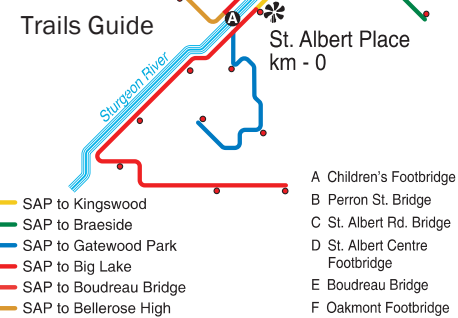 Trails Guide
A
St. Albert Place
km - 0
Sturgeon River
SAP to Kingswood
SAP to Braeside
SAP to Gatewood Park
SAP to Big Lake
SAP to Boudreau Bridge
SAP to Bellerose High
A Children's Footbridge
B Perron St. Bridge
C St. Albert Rd. Bridge
D St. Albert Centre
Footbridge
E Boudreau Bridge
F Oakmont Footbridge